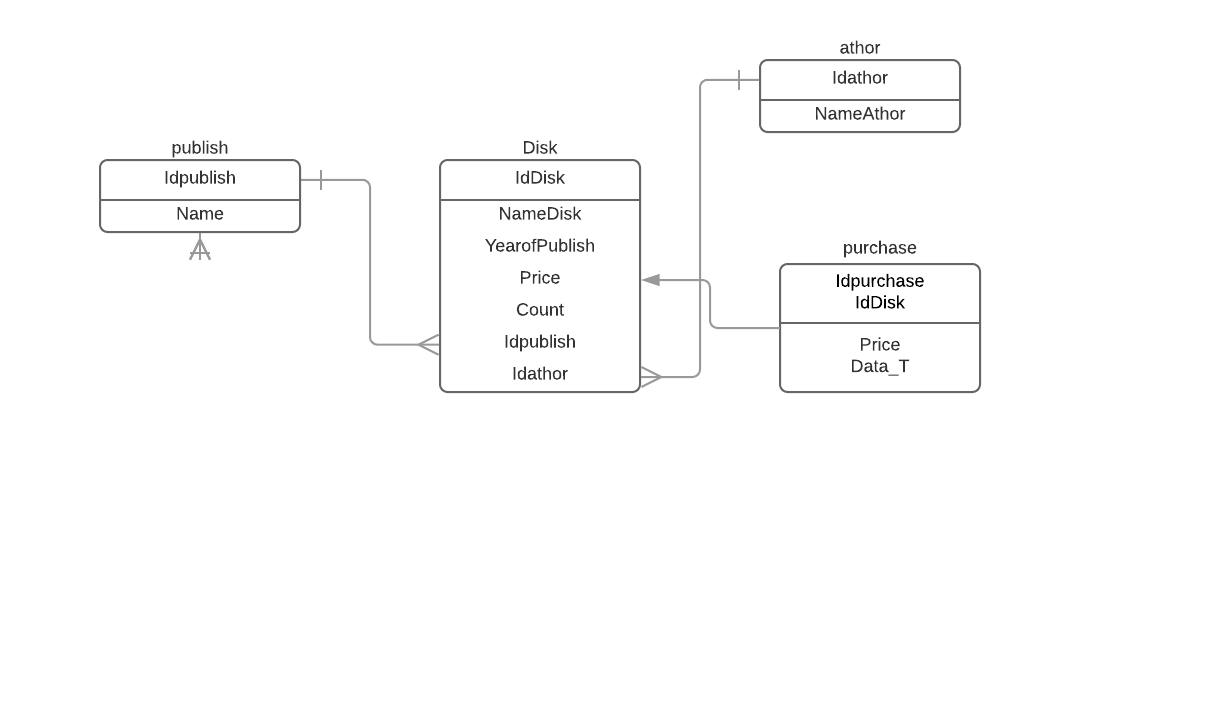 athor
Idathor
NameAthor
publish
Idpublish
Name
Disk
IdDisk
NameDisk
YearofPublish
Price
Count
Idpublish
Idathor
purchase
Idpurchase
IdDisk
Price
Data_T